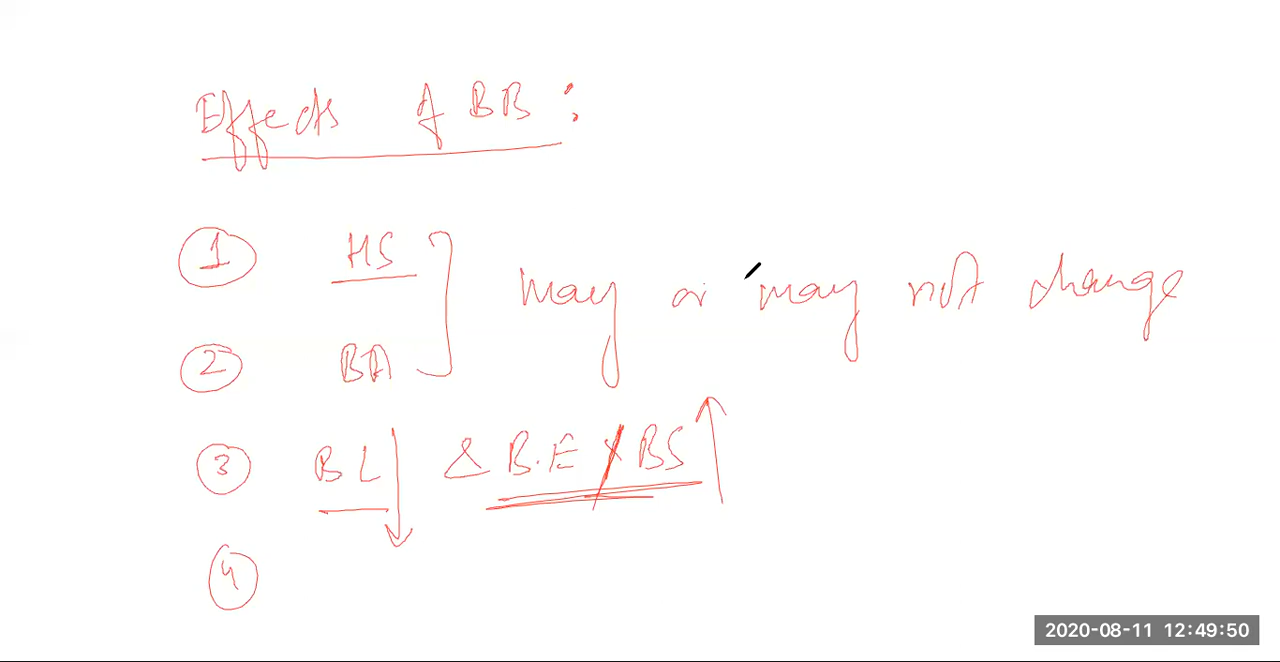 Effects of BB :
1 HS
may or may not change
2 BA
3 BL ↓ & B.E / BS ↑
4
2020-08-11 12:49:50